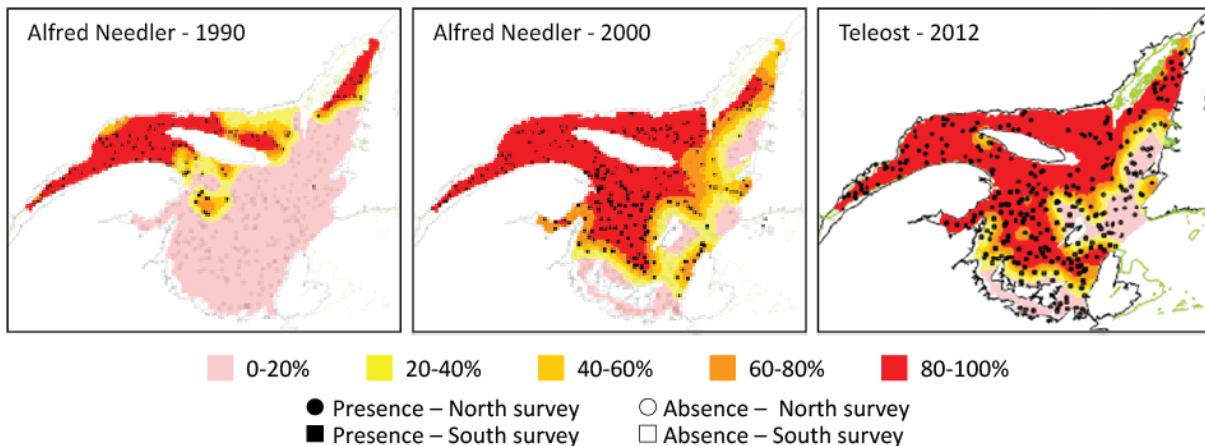 Alfred Needler - 1990
Alfred Needler - 2000
Teleost - 2012
0-20%
20-40%
40-60%
60-80%
80-100%
Presence – North survey
Absence – North survey
Presence – South survey
Absence – South survey